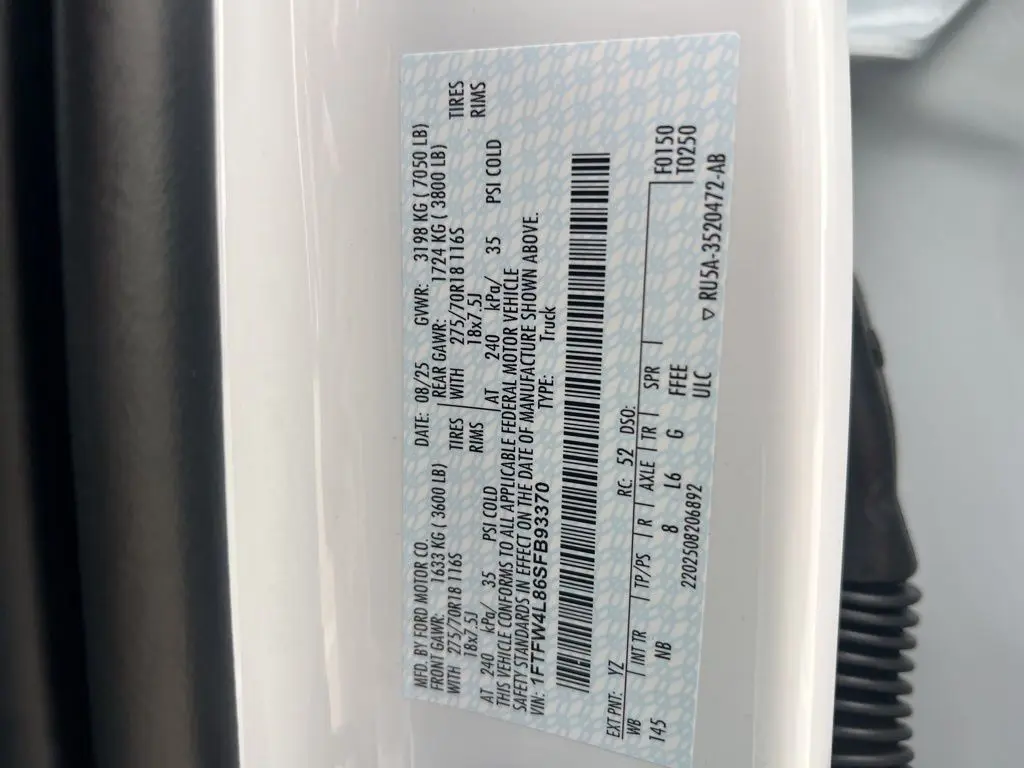 MFD. BY FORD MOTOR CO.
DATE: 08/25 GVWR: 3198 KG ( 7050 LB)
FRONT GAWR: 1633 KG ( 3600 LB)
REAR GAWR: 1724 KG ( 3800 LB)
WITH 275/70R18 116S TIRES
WITH 275/70R18 116S TIRES
18x7.5J RIMS
18x7.5J RIMS
AT 240 kPa/ 35 PSI COLD
AT 240 kPa/ 35 PSI COLD
THIS VEHICLE CONFORMS TO ALL APPLICABLE FEDERAL MOTOR VEHICLE
SAFETY STANDARDS IN EFFECT ON THE DATE OF MANUFACTURE SHOWN ABOVE.
VIN: 1FTFW4L86SFB93370 TYPE: Truck
EXT PNT: YZ RC: 52 DSO:
WB INT TR TP/PS R AXLE TR SPR F0150
145 NB 8 L6 G FFEE T0250
2202508206892 ULC
RU5A-3520472-AB